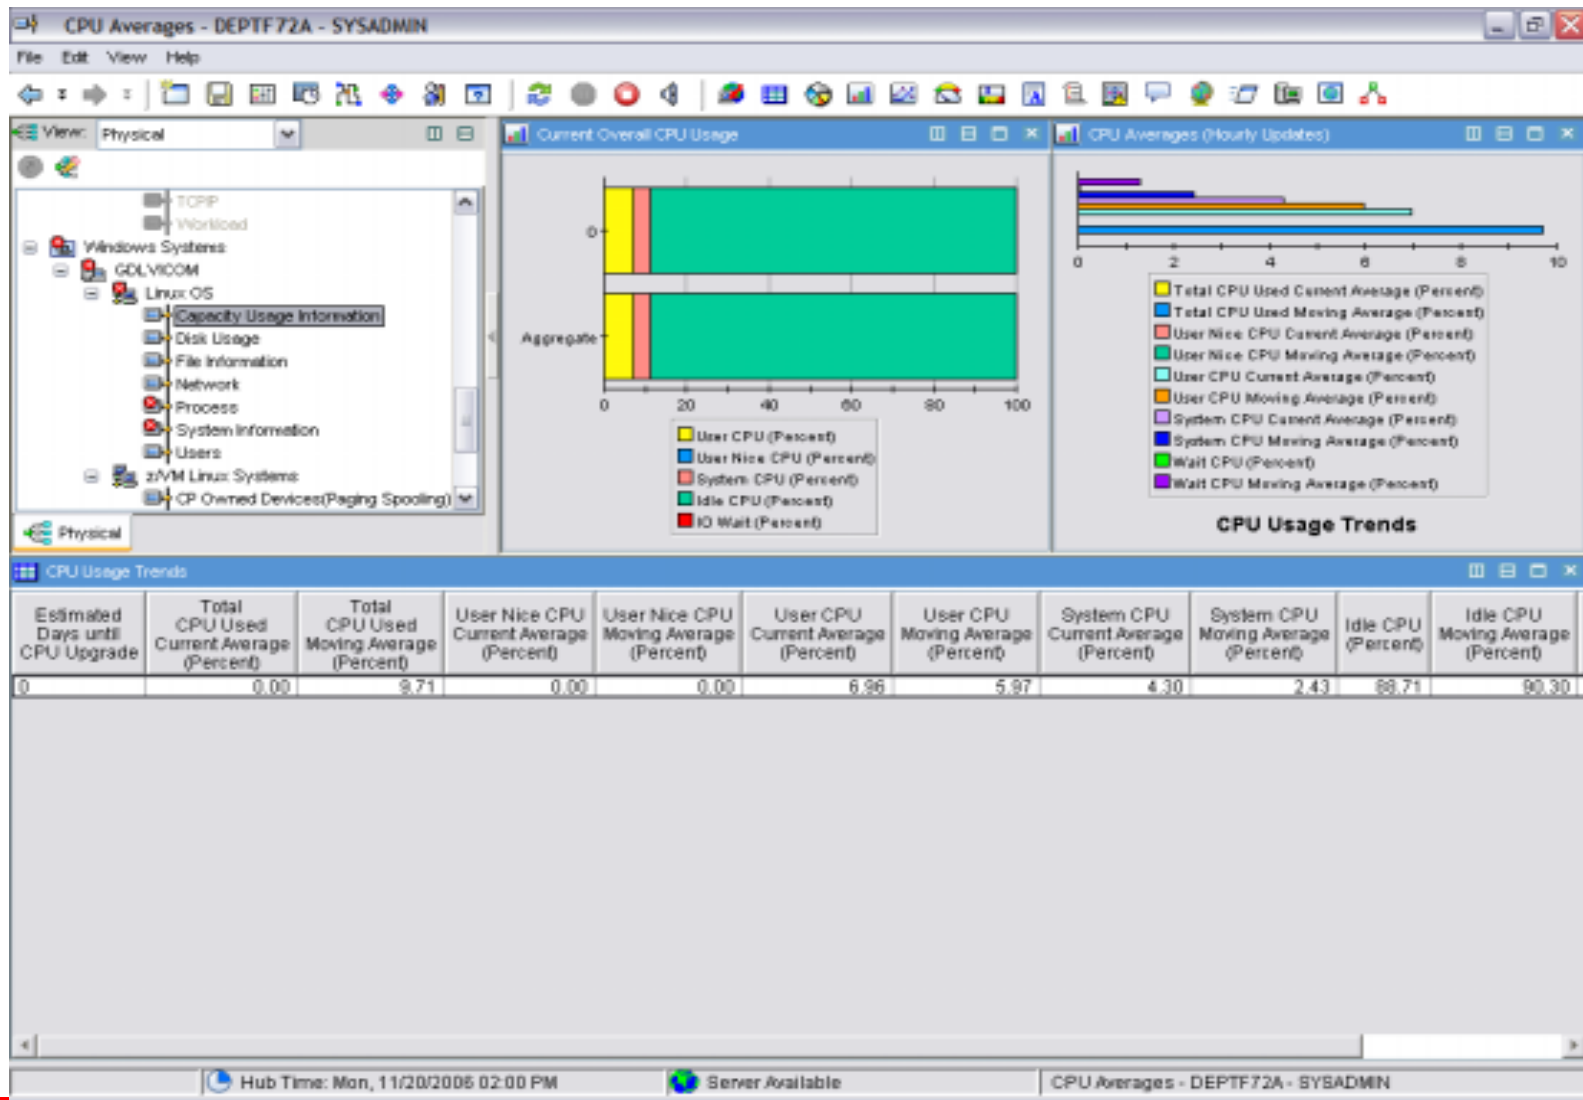 CPU Averages - DEPTF72A - SYSADMIN
File Edit View Help
View: Physical
TCPIP
Workload
Windows Systems
GDLVICOM
Linux OS
Capacity Usage Information
Disk Usage
File Information
Network
Process
System Information
Users
z/VM Linux Systems
CP Owned Devices(Paging Spooling)
Physical
Current Overall CPU Usage
0
Aggregate
0 20 40 60 80 100
User CPU (Percent)
User Nice CPU (Percent)
System CPU (Percent)
Idle CPU (Percent)
IO Wait (Percent)
CPU Averages (Hourly Updates)
0 2 4 6 8 10
Total CPU Used Current Average (Percent)
Total CPU Used Moving Average (Percent)
User Nice CPU Current Average (Percent)
User Nice CPU Moving Average (Percent)
User CPU Current Average (Percent)
User CPU Moving Average (Percent)
System CPU Current Average (Percent)
System CPU Moving Average (Percent)
Wait CPU (Percent)
Wait CPU Moving Average (Percent)
CPU Usage Trends
CPU Usage Trends
Estimated Days until CPU Upgrade
Total CPU Used Current Average (Percent)
Total CPU Used Moving Average (Percent)
User Nice CPU Current Average (Percent)
User Nice CPU Moving Average (Percent)
User CPU Current Average (Percent)
User CPU Moving Average (Percent)
System CPU Current Average (Percent)
System CPU Moving Average (Percent)
Idle CPU (Percent)
Idle CPU Moving Average (Percent)
0 0.00 9.71 0.00 0.00 6.96 5.97 4.30 2.43 88.71 90.30
Hub Time: Mon, 11/20/2006 02:00 PM
Server Available
CPU Averages - DEPTF72A - SYSADMIN